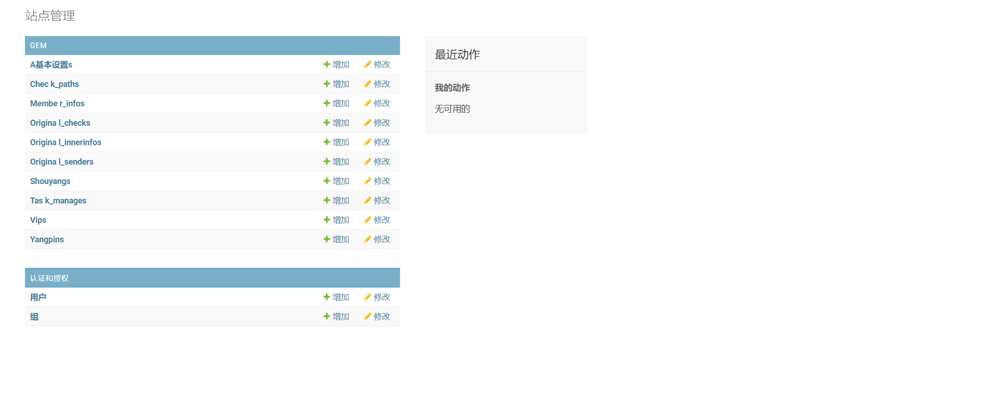 站点管理
GEM
A基本设置s 增加 修改
Chec k_paths 增加 修改
Membe r_infos 增加 修改
Origina l_checks 增加 修改
Origina l_innerinfos 增加 修改
Origina l_senders 增加 修改
Shouyangs 增加 修改
Tas k_manages 增加 修改
Vips 增加 修改
Yangpins 增加 修改
认证和授权
用户 增加 修改
组 增加 修改
最近动作
我的动作
无可用的